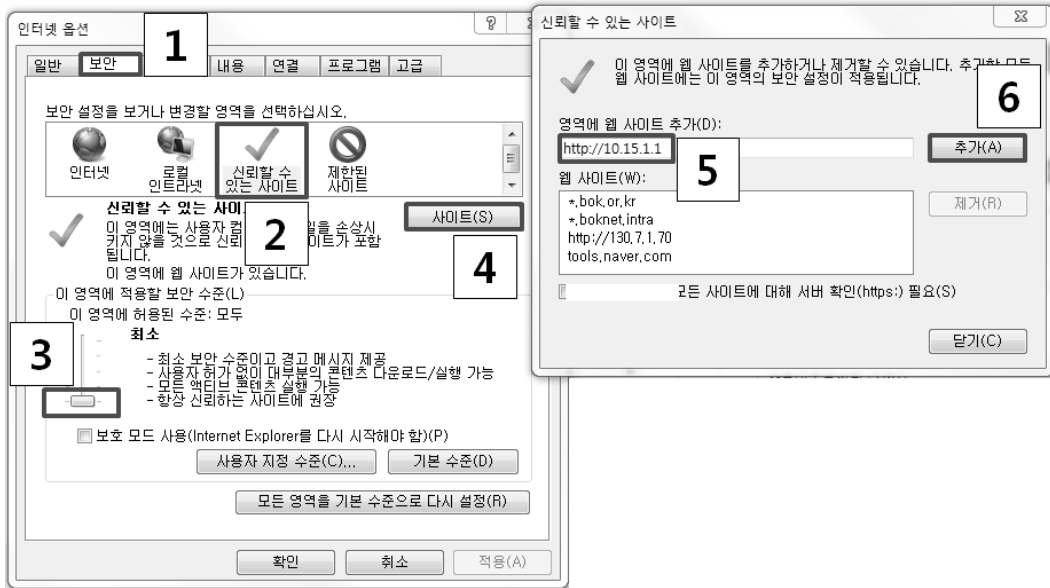 인터넷 옵션
1
일반 보안 내용 연결 프로그램 고급
보안 설정을 보거나 변경할 영역을 선택하십시오.
인터넷
로컬
인트라넷
신뢰할 수
있는 사이트
제한된
사이트
2
신뢰할 수 있는
이 영역에는 사용자
키지 않을 것으로 포함
됩니다.
이 영역에 웹 사이트가 있습니다.
사이트(S)
4
이 영역에 적용할 보안 수준(L)
이 영역에 허용된 수준: 모두
3
최소
- 최소 보안 수준이고 경고 메시지 제공
- 사용자 허가 없이 대부분의 콘텐츠 다운로드/실행 가능
- 모든 액티브 콘텐츠 실행 가능
- 항상 신뢰하는 사이트에 권장
보호 모드 사용(Internet Explorer를 다시 시작해야 함)(P)
사용자 지정 수준(C)... 기본 수준(D)
모든 영역을 기본 수준으로 다시 설정(R)
확인 취소 적용(A)
신뢰할 수 있는 사이트
이 영역에 웹 사이트를 추가하거나 제거할 수 있습니다.
웹 사이트에는 이 영역의 보안 설정이 적용됩니다.
6
영역에 웹 사이트 추가(D):
http://10.15.1.1
5
추가(A)
웹 사이트(W):
*.bok.or.kr
*.boknet.intra
http://130.7.1.70
tools.naver.com
제거(R)
사이트에 대해 서버 확인(https:) 필요(S)
닫기(C)